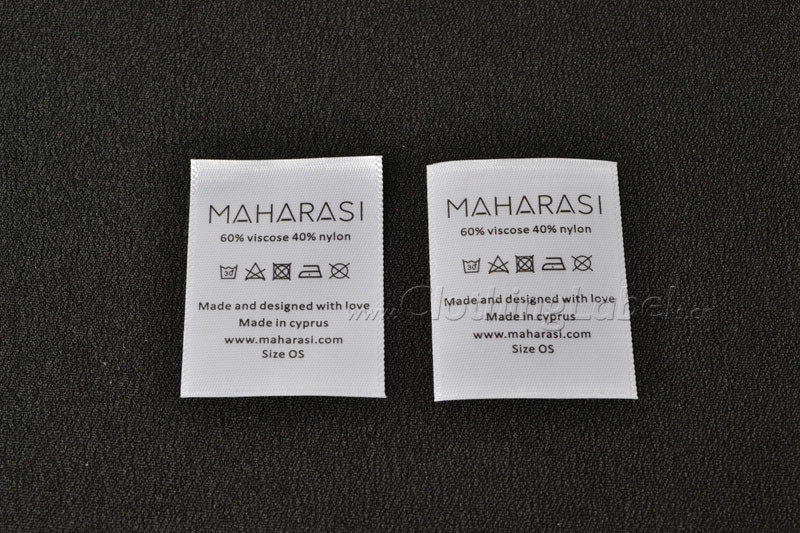 MAHARASI
60% viscose 40% nylon
30
Made and designed with love
Made in cyprus
www.maharasi.com
Size OS
MAHARASI
60% viscose 40% nylon
30
Made and designed with love
Made in cyprus
www.maharasi.com
Size OS
www.ClothingLabel.cc